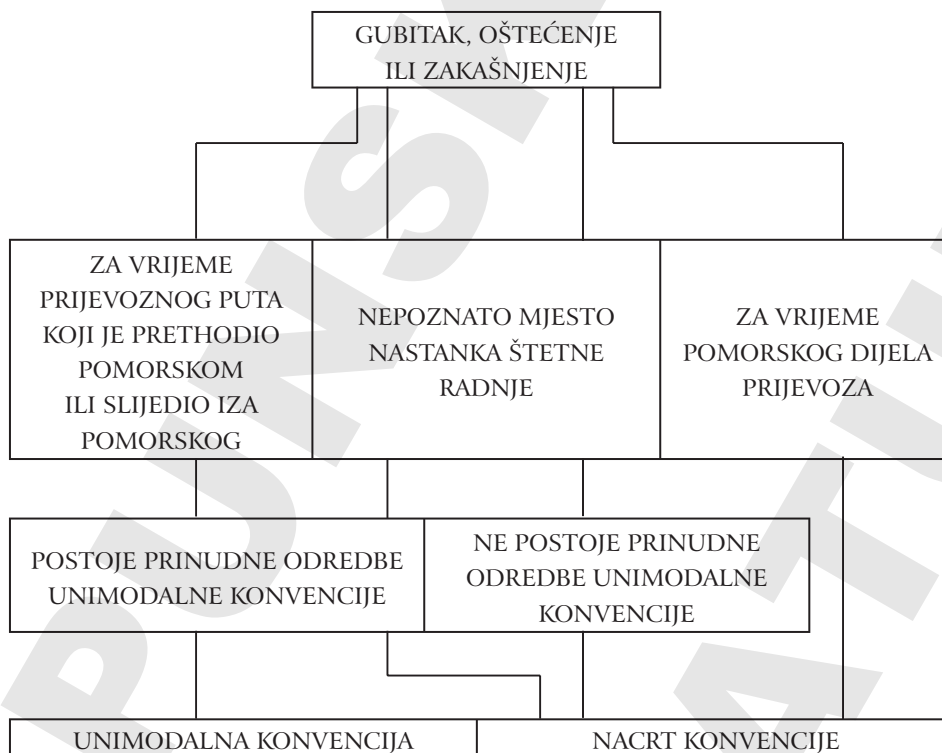 GUBITAK, OŠTEĆENJE
ILI ZAKAŠNJENJE
ZA VRIJEME
PRIJEVOZNOG PUTA
KOJI JE PRETHODIO
POMORSKOM
ILI SLIJEDIO IZA
POMORSKOG
NEPOZNATO MJESTO
NASTANKA ŠTETNE
RADNJE
ZA VRIJEME
POMORSKOG DIJELA
PRIJEVOZA
POSTOJE PRINUDNE ODREDBE
UNIMODALNE KONVENCIJE
NE POSTOJE PRINUDNE
ODREDBE UNIMODALNE
KONVENCIJE
UNIMODALNA KONVENCIJA
NACRT KONVENCIJE